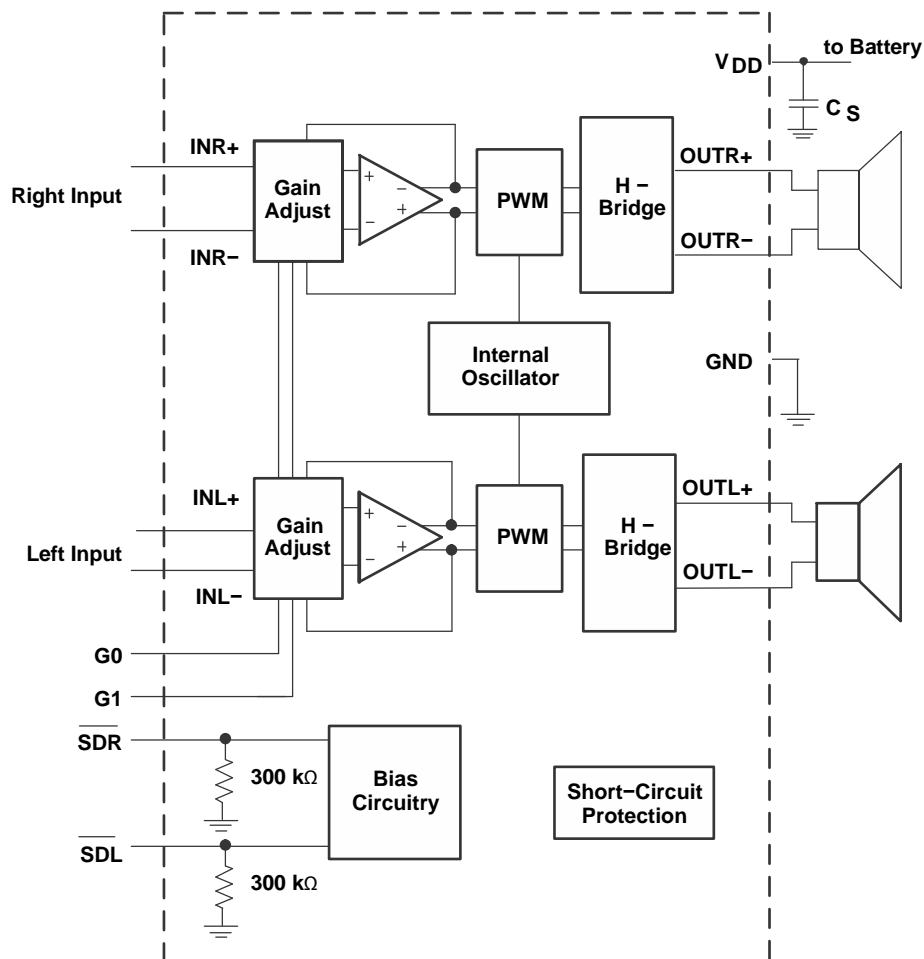 to Battery
VDD
CS
INR+
OUTR+
Right Input
Gain
Adjust
+
−
−
+
PWM
H −
Bridge
INR−
OUTR−
Internal
Oscillator
GND
INL+
OUTL+
Left Input
Gain
Adjust
+
−
−
+
PWM
H −
Bridge
INL−
OUTL−
G0
G1
SDR
300 kΩ
Bias
Circuitry
Short−Circuit
Protection
SDL
300 kΩ